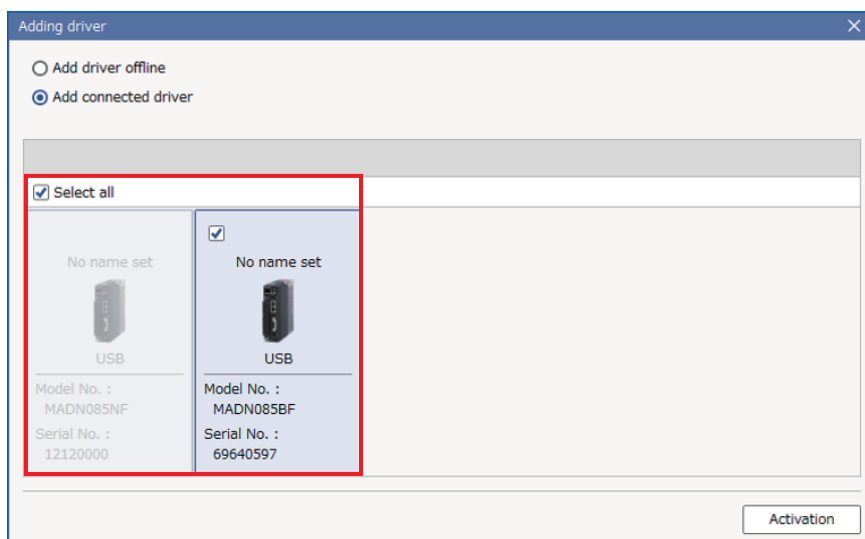 Adding driver
Add driver offline
Add connected driver
Select all
No name set
USB
Model No. :
MADN085NF
Serial No. :
12120000
No name set
USB
Model No. :
MADN085BF
Serial No. :
69640597
Activation